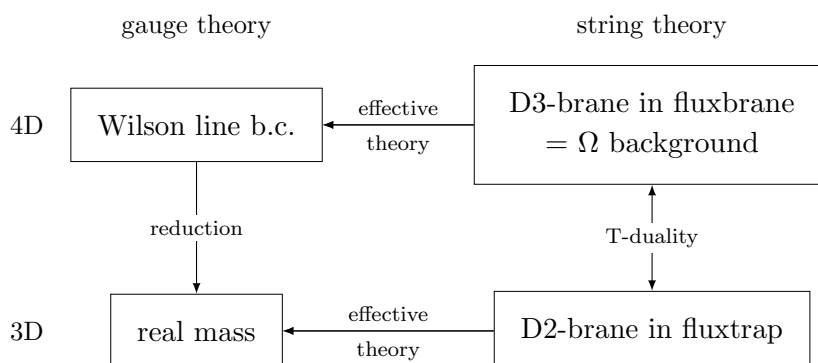 gauge theory
string theory
4D
Wilson line b.c.
effective
theory
D3-brane in fluxbrane
= Ω background
reduction
T-duality
3D
real mass
effective
theory
D2-brane in fluxtrap